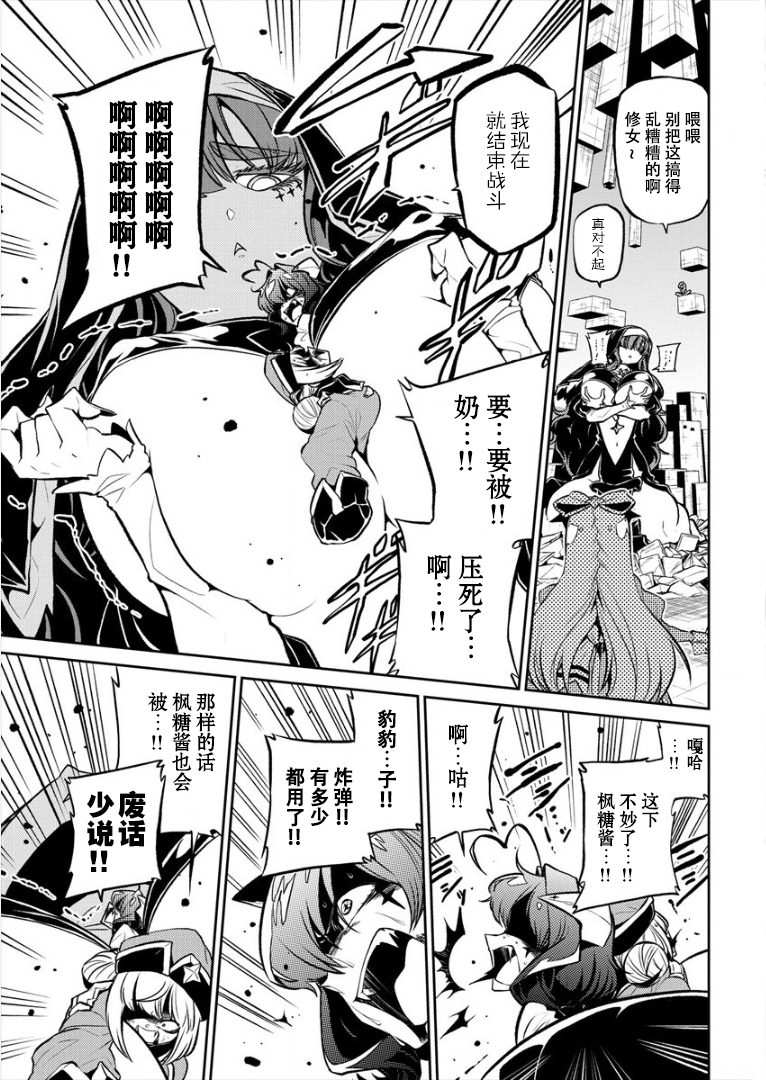 喂喂
别把这搞得
乱糟糟的啊
修女~
真对不起
…
…
我现在
就结束战斗
啊啊啊啊啊
啊啊啊啊啊!!
要…要被
奶…!!
压死了…
啊…!!
嘎哈
…!!
这下
不妙了…!!
枫糖酱…!!
啊…咕!!
豹豹…子!!
炸弹!!
有多少
都用了!!
那样的话
枫糖酱也会
被…!!
废话
少说!!